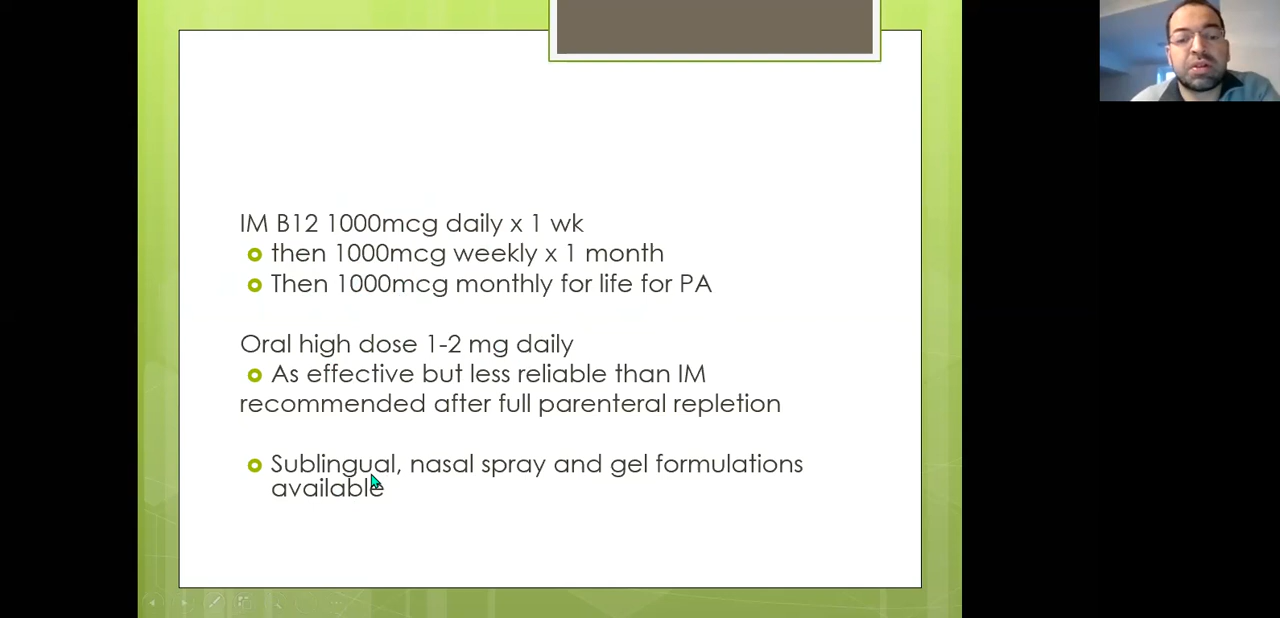 IM B12 1000mcg daily x 1 wk
then 1000mcg weekly x 1 month
Then 1000mcg monthly for life for PA
Oral high dose 1-2 mg daily
As effective but less reliable than IM
recommended after full parenteral repletion
Sublingual, nasal spray and gel formulations
available